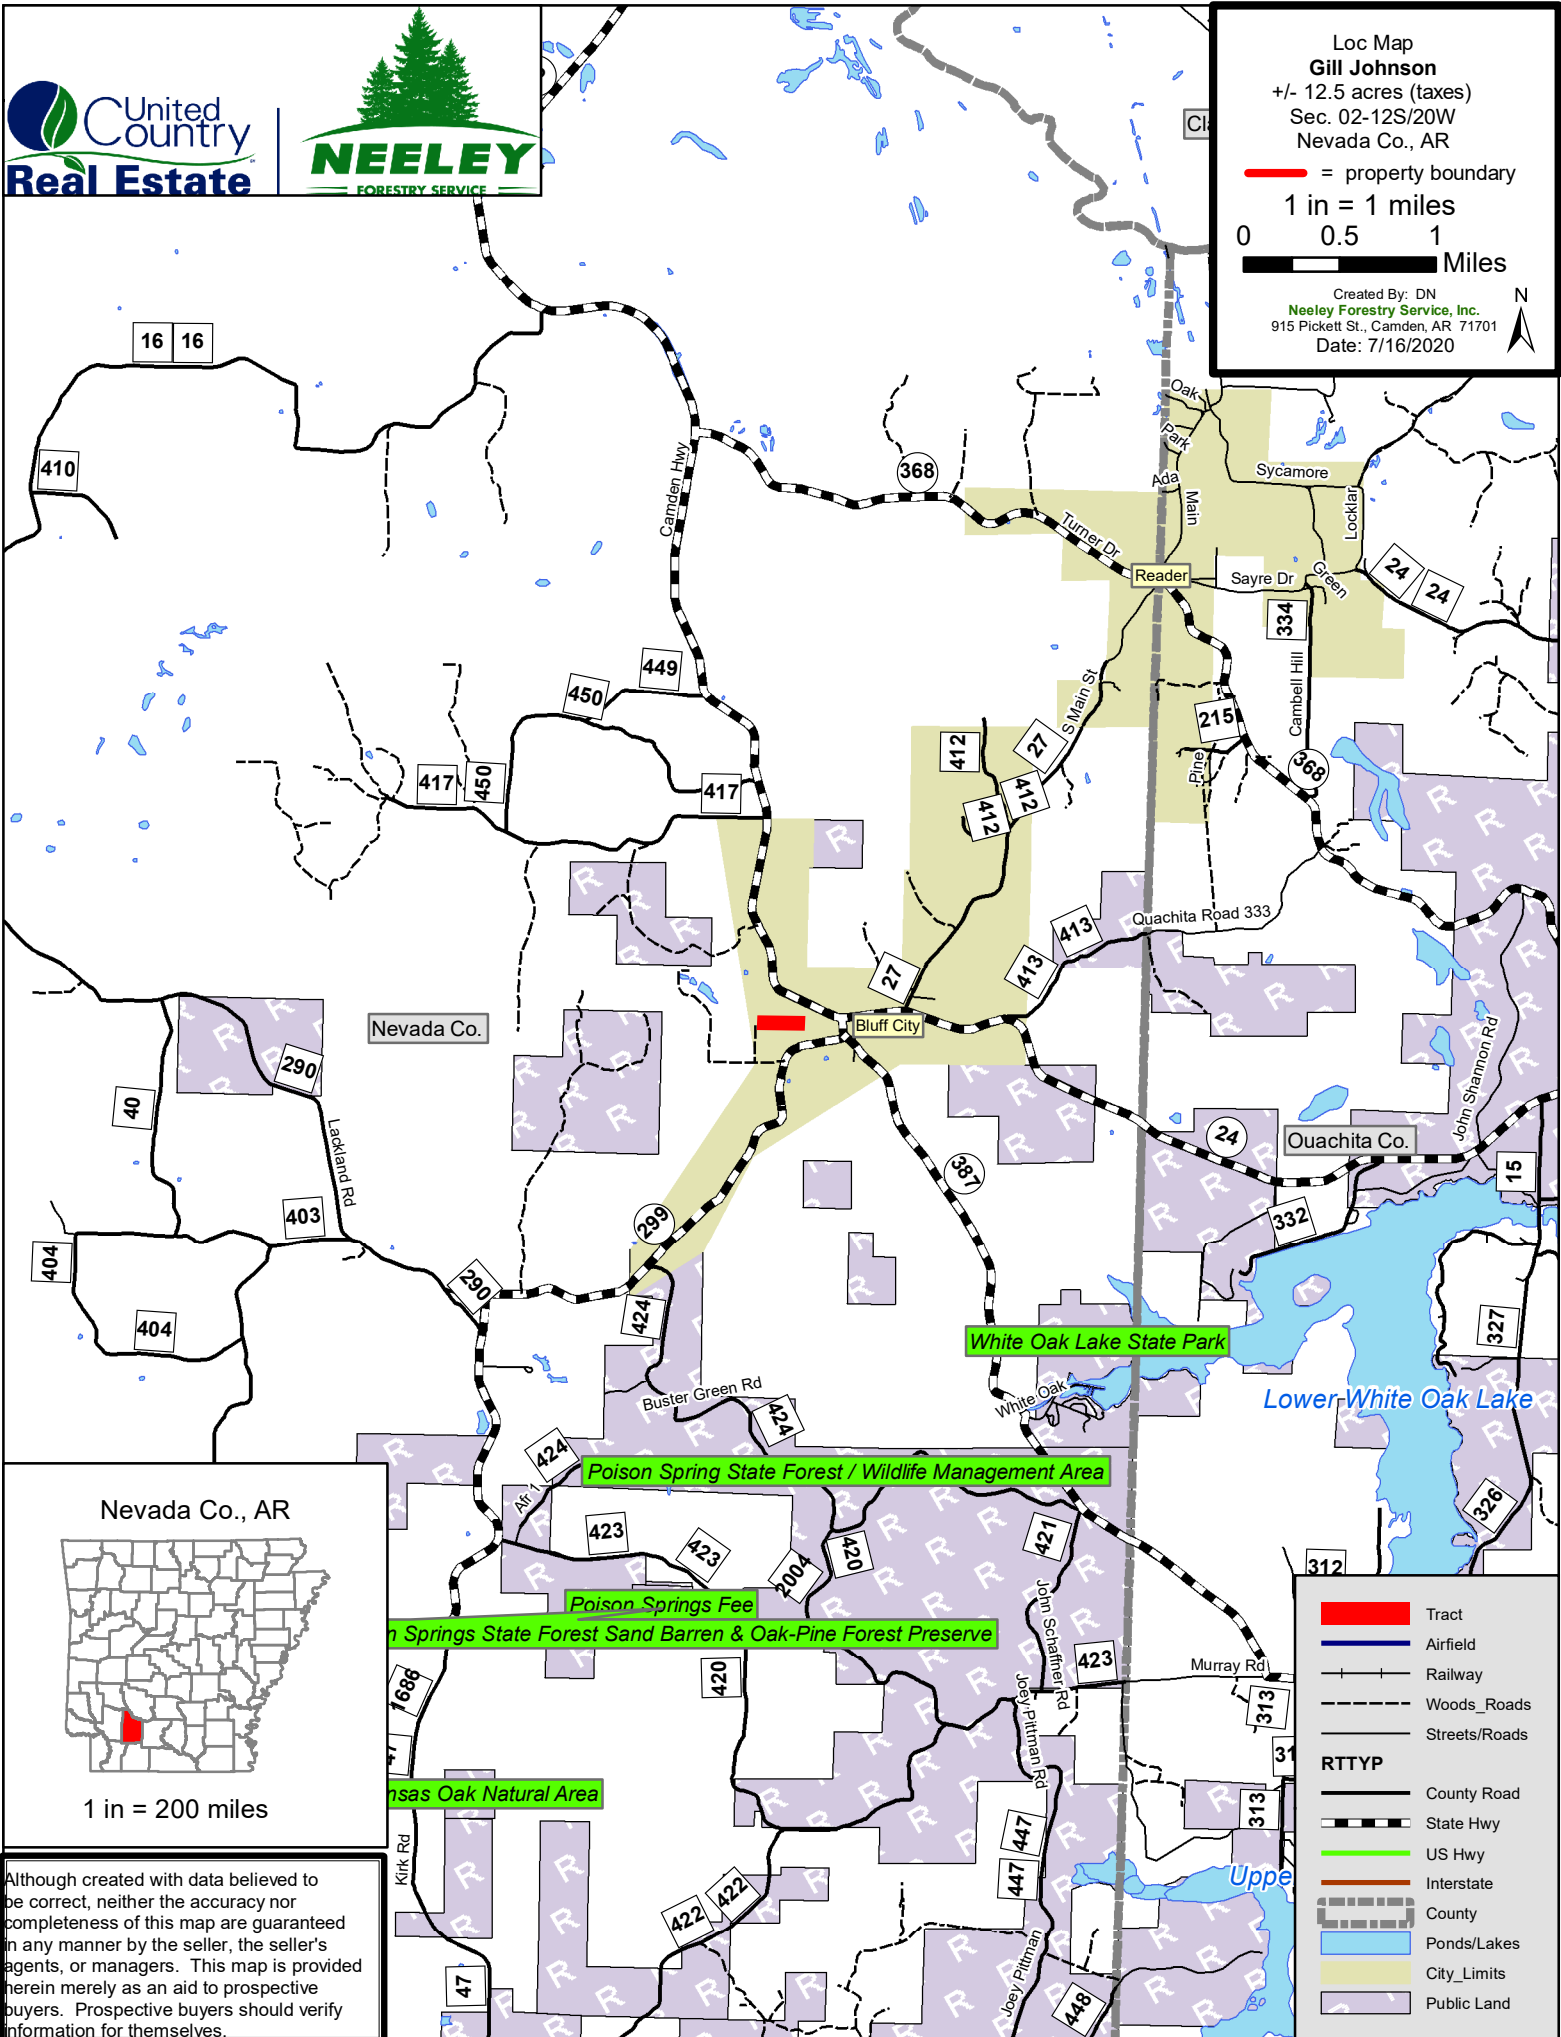 United
Country
Real Estate
NEELEY
FORESTRY SERVICE
Loc Map
Gill Johnson
+/- 12.5 acres (taxes)
Sec. 02-12S/20W
Nevada Co., AR
= property boundary
1 in = 1 miles
0 0.5 1
Miles
Created By: DN
Neeley Forestry Service, Inc.
915 Pickett St., Camden, AR 71701
Date: 7/16/2020
N
16 16
410
Camden Hwy
368
Oak
Park
Ada
Main
Sycamore
Locklar
Turner Dr
Reader
Sayre Dr
Green
24 24
334
Cambell Hill
449
450
417
450
417
412
27
S Main St
412
412
215
Pine
368
413
413
Ouachita Road 333
27
Nevada Co.
Bluff City
290
40
Lackland Rd
403
404
404
290
299
387
24
Ouachita Co.
John Shannon Rd
15
332
327
424
White Oak Lake State Park
White Oak
Lower White Oak Lake
Buster Green Rd
424
424
Afr 1
Poison Spring State Forest / Wildlife Management Area
423
423
2004
420
421
326
312
Poison Springs Fee
n Springs State Forest Sand Barren & Oak-Pine Forest Preserve
John Schaffner Rd
423
Murray Rd
313
1686
420
Joey Pittman Rd
47
31
nsas Oak Natural Area
313
447
447
Kirk Rd
422
422
Uppe
47
Joey Pittman
448
Nevada Co., AR
1 in = 200 miles
Although created with data believed to
be correct, neither the accuracy nor
completeness of this map are guaranteed
in any manner by the seller, the seller's
agents, or managers. This map is provided
herein merely as an aid to prospective
buyers. Prospective buyers should verify
information for themselves.
Tract
Airfield
Railway
Woods_Roads
Streets/Roads
RTTYP
County Road
State Hwy
US Hwy
Interstate
County
Ponds/Lakes
City_Limits
Public Land